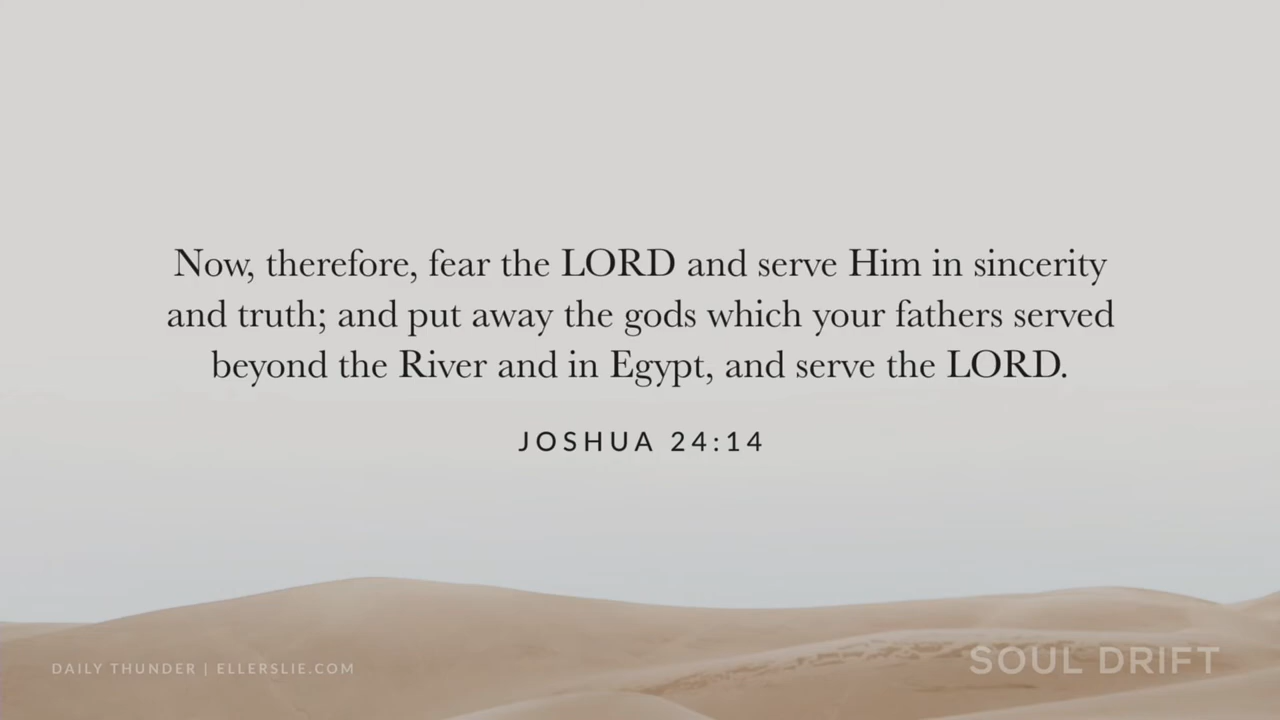 Now, therefore, fear the LORD and serve Him in sincerity
and truth; and put away the gods which your fathers served
beyond the River and in Egypt, and serve the LORD.
JOSHUA 24:14
DAILY THUNDER | ELLERSLIE.COM
SOUL DRIFT